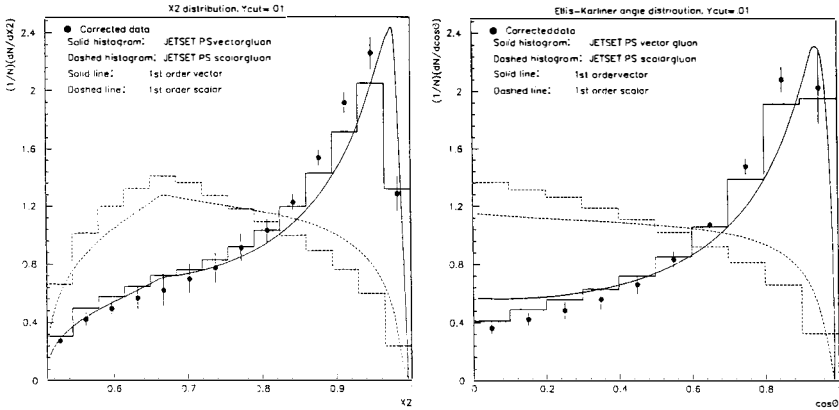 X2 distribution, Ycut= .01
(1/N)(dN/dX2)
2.4
2
1.6
1.2
0.8
0.4
0
0.6
0.7
0.8
0.9
1
X2
Corrected data
Solid histogram: JETSET PSvectorgluon
Dashed histogram: JETSET PS scalargluon
Solid line: 1st order vector
Dashed line: 1st order scalar
Ellis-Karliner angle distribution, Ycut= .01
(1/N)(dN/dcosθ)
2.4
2
1.6
1.2
0.8
0.4
0
0
0.2
0.4
0.6
0.8
1
cosθ
Corrected data
Solid histogram: JETSET PS vector gluon
Dashed histogram: JETSET PS scalargluon
Solid line: 1st ordervector
Dashed line: 1st order scalar